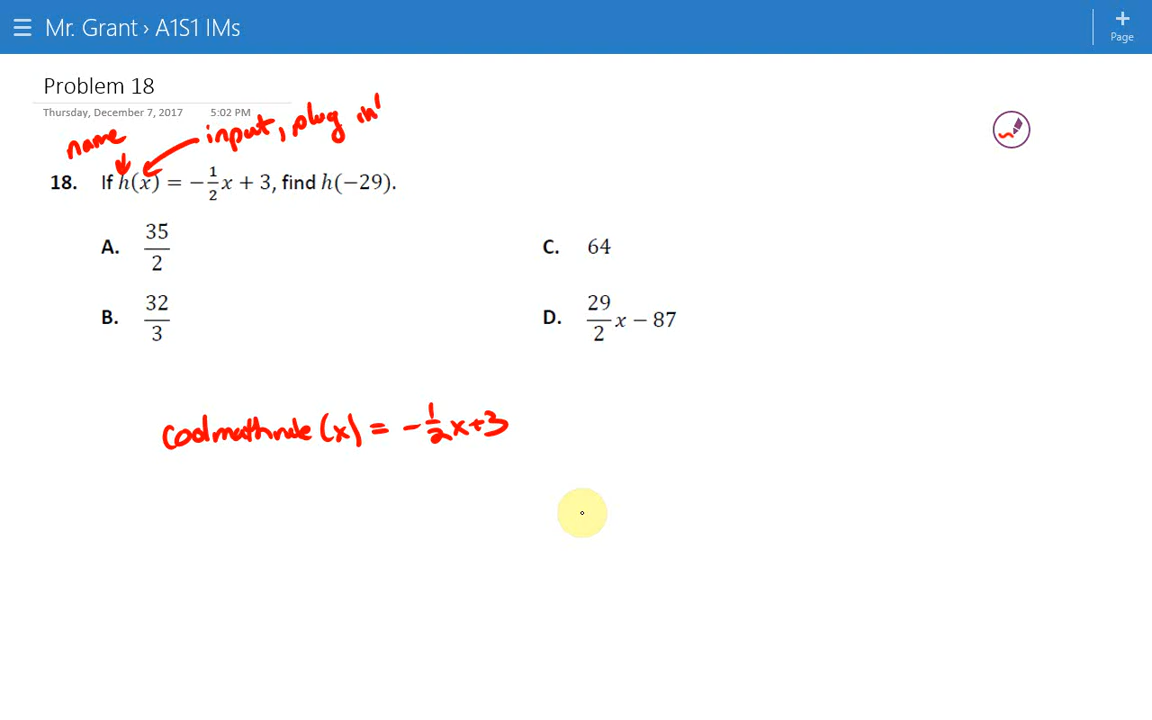 Mr. Grant › A1S1 IMs
Page
Problem 18
Thursday, December 7, 2017 5:02 PM
name input, plug in!
18. If h(x) = −1/2x + 3, find h(−29).
A. 35/2 C. 64
B. 32/3 D. 29/2 x − 87
coolmathrule (x) = -1/2x+3